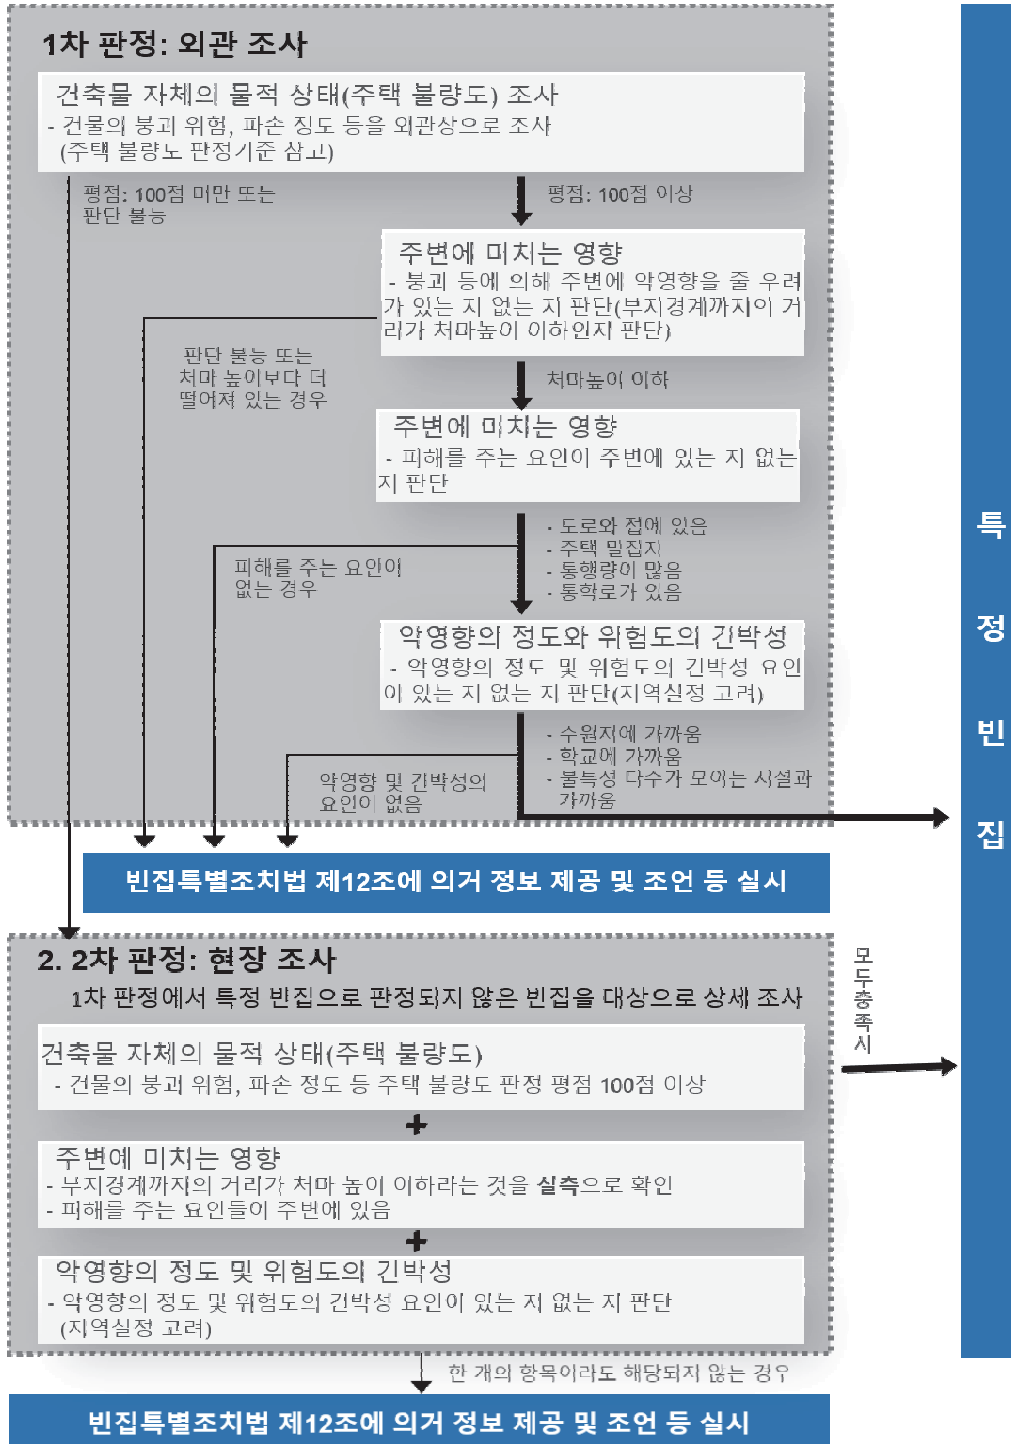 1차 판정: 외관 조사
건축물 자체의 물적 상태(주택 불량도) 조사
- 건물의 붕괴 위험, 파손 정도 등을 외관상으로 조사
(주택 불량도 판정기준 참고)
평점: 100점 미만 또는
판단 불능
평점: 100점 이상
주변에 미치는 영향
- 붕괴 등에 의해 주변에 악영향을 줄 우려
가 있는 지 없는 지 판단(부지경계까지의 거
리가 처마높이 이하인지 판단)
판단 불능 또는
처마 높이보다 더
떨어져 있는 경우
처마높이 이하
주변에 미치는 영향
- 피해를 주는 요인이 주변에 있는 지 없는
지 판단
- 도로와 접에 있음
- 주택 밀집지
- 통행량이 많음
- 통학로가 있음
피해를 주는 요인이
없는 경우
악영향의 정도와 위험도의 긴박성
- 악영향의 정도 및 위험도의 긴박성 요인
이 있는 지 없는 지 판단(지역실정 고려)
- 수원지에 가까움
- 학교에 가까움
- 불특성 다수가 모이는 시설과
가까움
악영향 및 긴박성의
요인이 없음
빈집특별조치법 제12조에 의거 정보 제공 및 조언 등 실시
2. 2차 판정: 현장 조사
1차 판정에서 특정 빈집으로 판정되지 않은 빈집을 대상으로 상세 조사
건축물 자체의 물적 상태(주택 불량도)
- 건물의 붕괴 위험, 파손 정도 등 주택 불량도 판정 평점 100점 이상
+
주변에 미치는 영향
- 부지경계까지의 거리가 처마 높이 이하라는 것을 실측으로 확인
- 피해를 주는 요인들이 주변에 있음
+
악영향의 정도 및 위험도의 긴박성
- 악영향의 정도 및 위험도의 긴박성 요인이 있는 지 없는 지 판단
(지역실정 고려)
모두충족시
한 개의 항목이라도 해당되지 않는 경우
빈집특별조치법 제12조에 의거 정보 제공 및 조언 등 실시
특정빈집